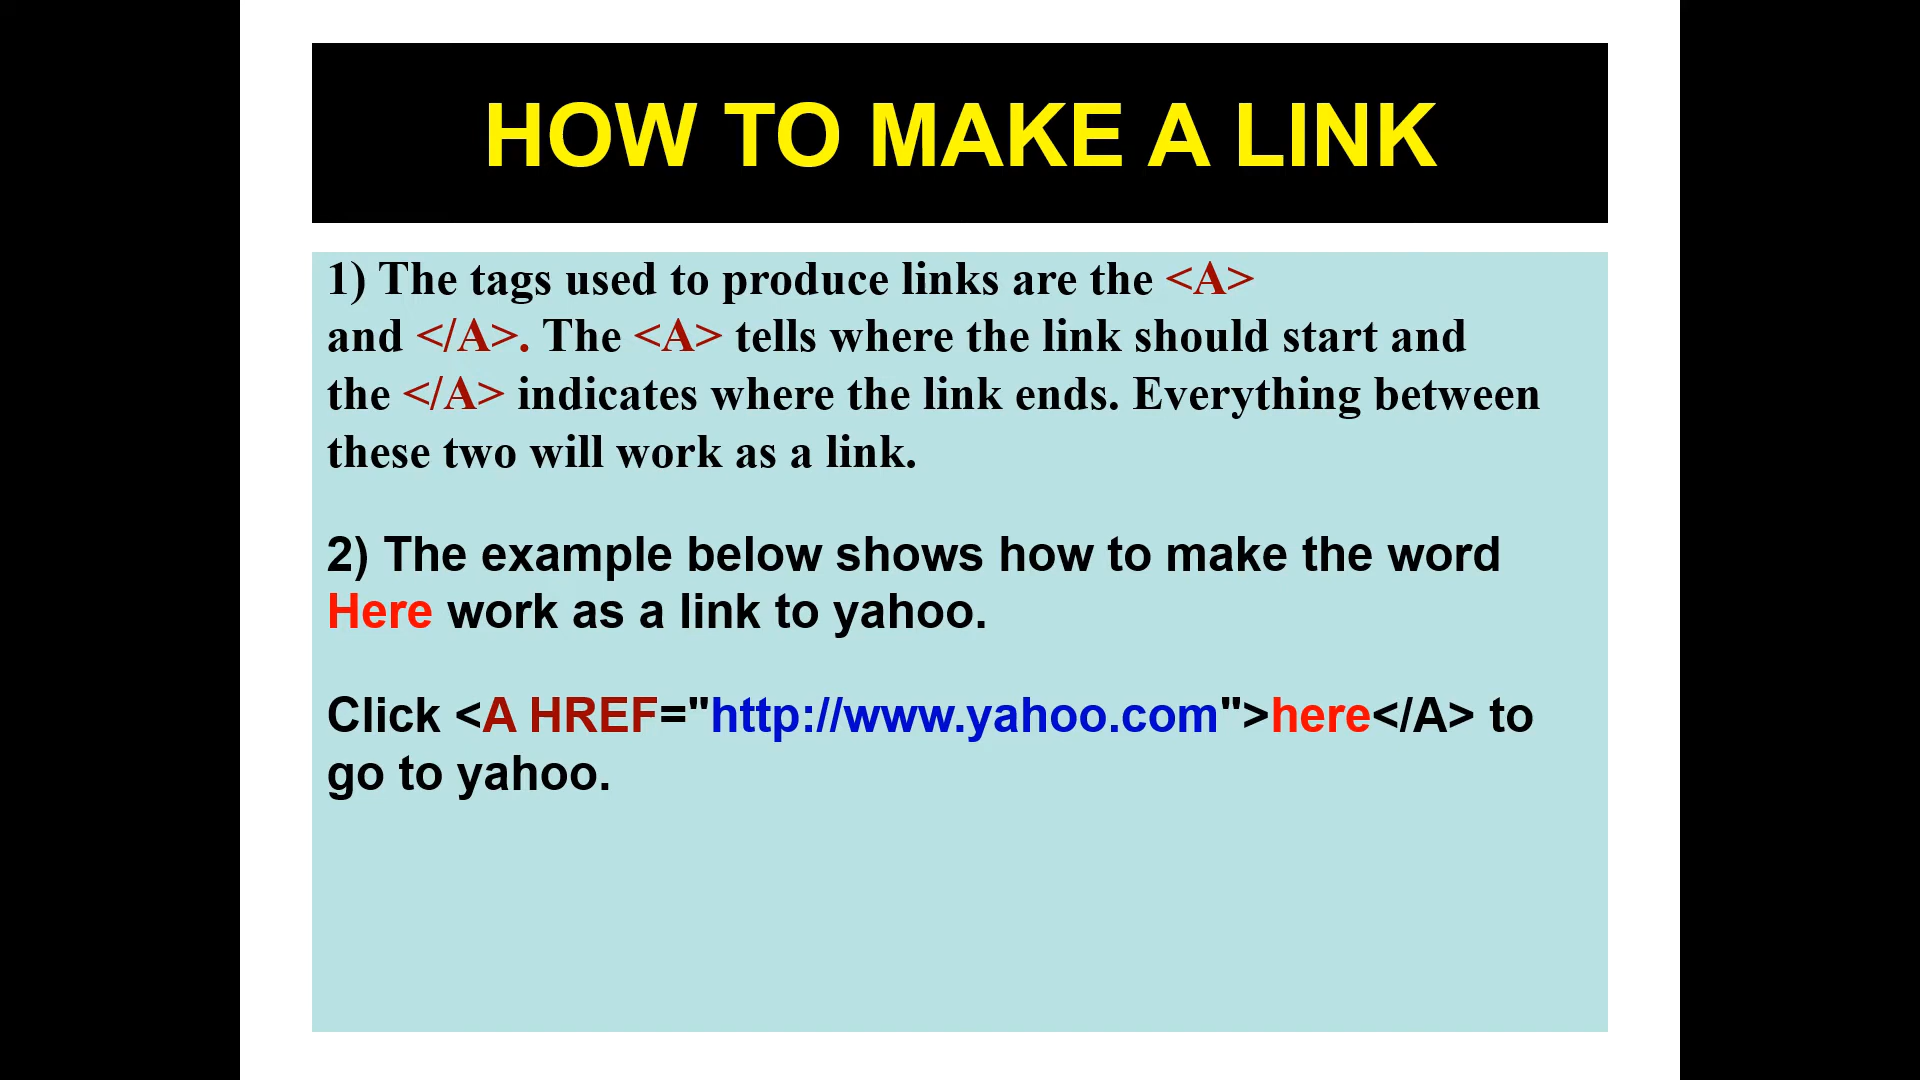 HOW TO MAKE A LINK
1) The tags used to produce links are the <A>
and </A>. The <A> tells where the link should start and
the </A> indicates where the link ends. Everything between
these two will work as a link.
2) The example below shows how to make the word
Here work as a link to yahoo.
Click <A HREF="http://www.yahoo.com">here</A> to
go to yahoo.